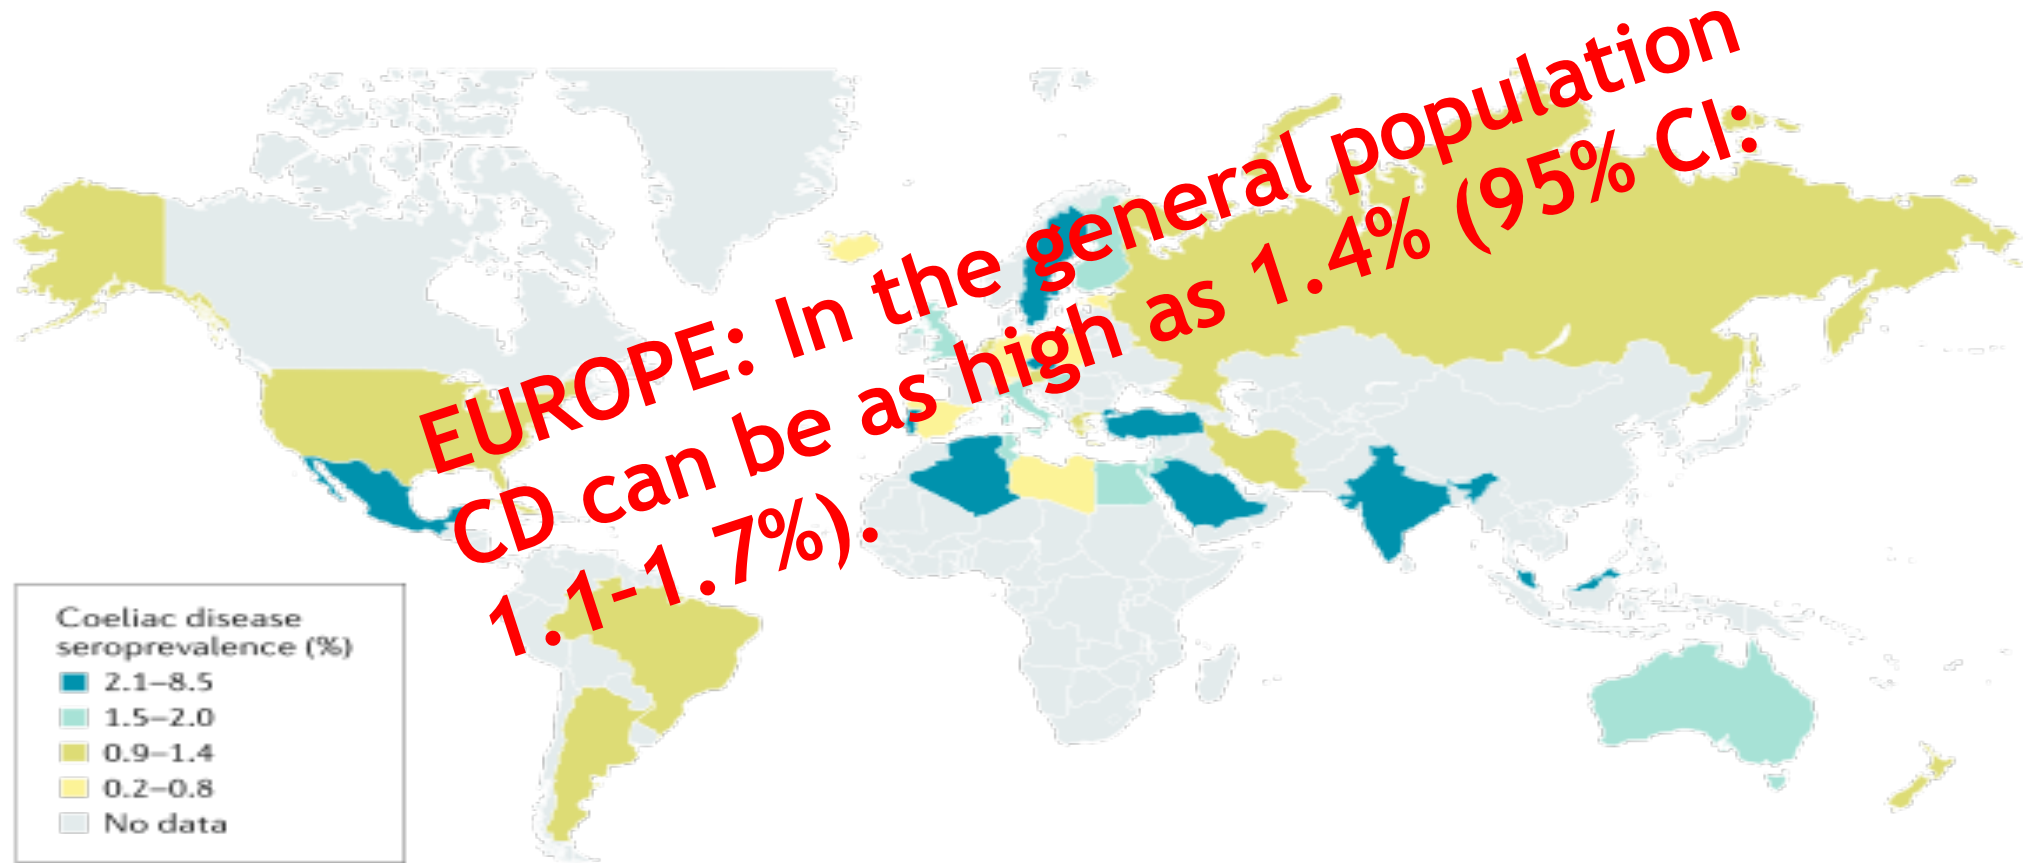 EUROPE: In the general population
CD can be as high as 1.4% (95% CI:
1.1-1.7%).
Coeliac disease
seroprevalence (%)
2.1–8.5
1.5–2.0
0.9–1.4
0.2–0.8
No data